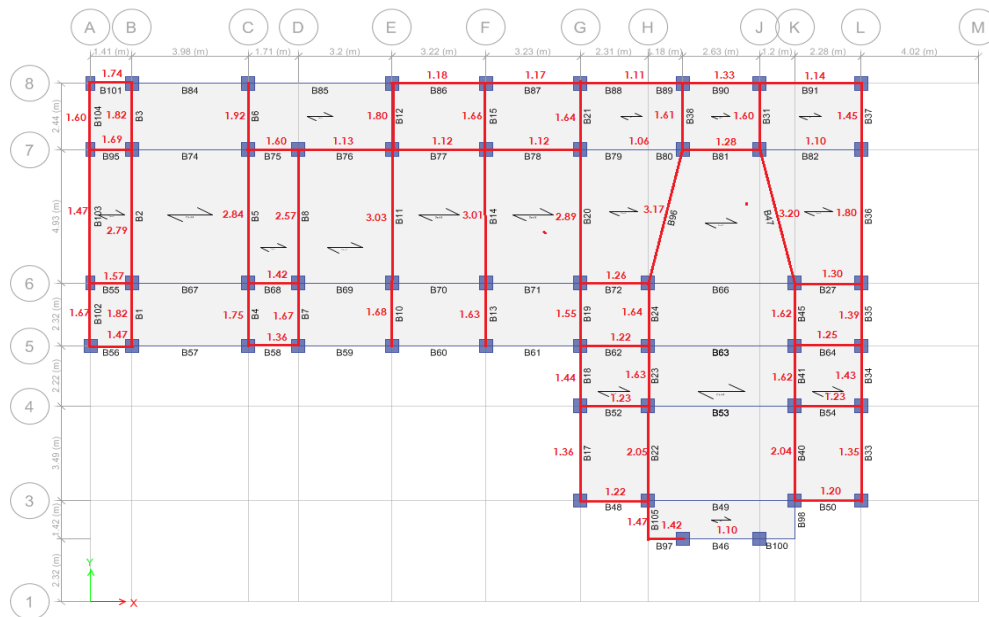 A B C D E F G H J K L M
1.41 (m) 3.98 (m) 1.71 (m) 3.2 (m) 3.22 (m) 3.23 (m) 2.31 (m) 1.18 (m) 2.63 (m) 1.2 (m) 2.28 (m) 4.02 (m)
1.74 1.18 1.17 1.11 1.33 1.14
8
B101 B84 B85 B86 B87 B88 B89 B90 B91
2.44 (m) 1.60 B104 1.82 B3 1.92 B6 1.80 B12 1.66 B15 1.64 B21 1.61 B38 1.60 B31 1.45 B37
1.69 1.60 1.13 1.12 1.12 1.06 1.28 1.10
7
B95 B74 B75 B76 B77 B78 B79 B80 B81 B82
4.03 (m) 1.47 B103 2.79 B2 2.84 B5 2.57 B8 3.03 B11 3.01 B14 2.89 B20 3.17 B96 B47 3.20 1.80 B36
1.57 1.42 1.26 1.30
6
B55 B67 B68 B69 B70 B71 B72 B66 B27
2.32 (m) 1.67 B102 1.82 B1 1.75 B4 1.67 B7 1.68 B10 1.63 B13 1.55 B19 1.64 B24 1.62 B45 1.39 B35
1.47 1.36 1.22 1.25
5
B56 B57 B58 B59 B60 B61 B62 B63 B64
2.22 (m) 1.44 B18 1.63 B23 1.62 B41 1.43 B34
1.23 1.23
4
B52 B53 B54
3.49 (m) 1.36 B17 2.05 B22 2.04 B40 1.35 B33
1.22 1.20
3
B48 B49 B50
1.42 (m) 1.47 B105 1.42 1.10 B98
B97 B46 B100
2.32 (m)
Y
1
X